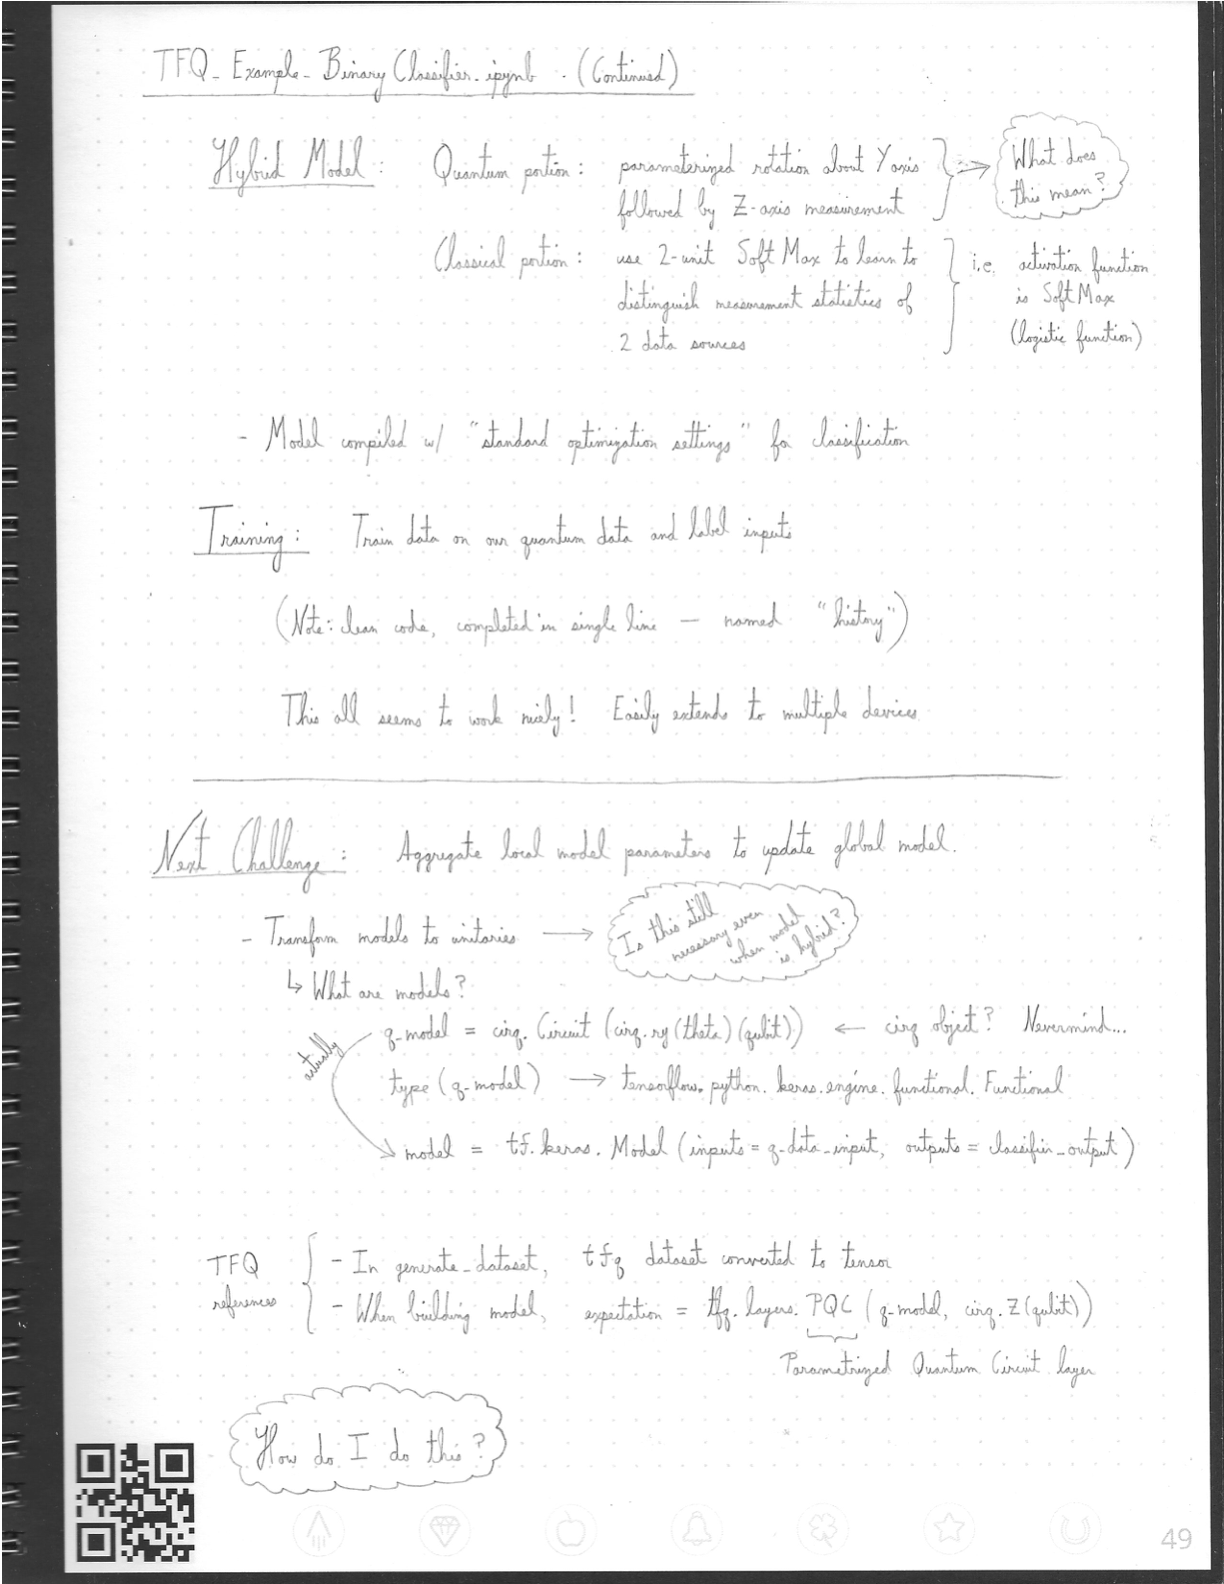 TFQ_Example_Binary Classifier.ipynb . (Continued)
Hybrid Model : Quantum portion : parameterized rotation about Y axis
followed by Z-axis measurement
What does
this mean?
Classical portion : use 2-unit SoftMax to learn to
distinguish measurement statistics of
2 data sources
i.e. activation function
is SoftMax
(logistic function)
- Model compiled w/ "standard optimization settings" for classification
Training : Train data on our quantum data and label inputs
(Note: clean code, completed in single line — named "history")
This all seems to work nicely! Easily extends to multiple devices
Next Challenge : Aggregate local model parameters to update global model.
- Transform models to unitaries →
Is this still
necessary even
when model
is hybrid?
↳ What are models?
q-model = cirq. Circuit (cirq.ry(theta)(qubit)) ← cirq object? Nevermind...
actually
type(q-model) → tensorflow.python.keras.engine.functional.Functional
model = tf.keras.Model(inputs = q-data_input, outputs = classifier_output)
TFQ
references
- In generate_dataset, tfq dataset converted to tensor
- When building model, expectation = tfq.layers.PQC(q-model, cirq.Z(qubit))
Parametrized Quantum Circuit layer
How do I do this?
49